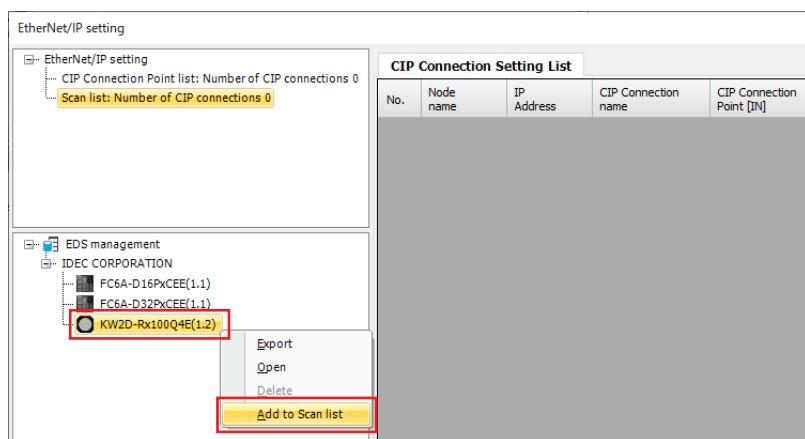 EtherNet/IP setting
EtherNet/IP setting
CIP Connection Point list: Number of CIP connections 0
Scan list: Number of CIP connections 0
CIP Connection Setting List
No.
Node name
IP Address
CIP Connection name
CIP Connection Point [IN]
EDS management
IDEC CORPORATION
FC6A-D16PxCEE(1.1)
FC6A-D32PxCEE(1.1)
KW2D-Rx100Q4E(1.2)
Export
Open
Delete
Add to Scan list